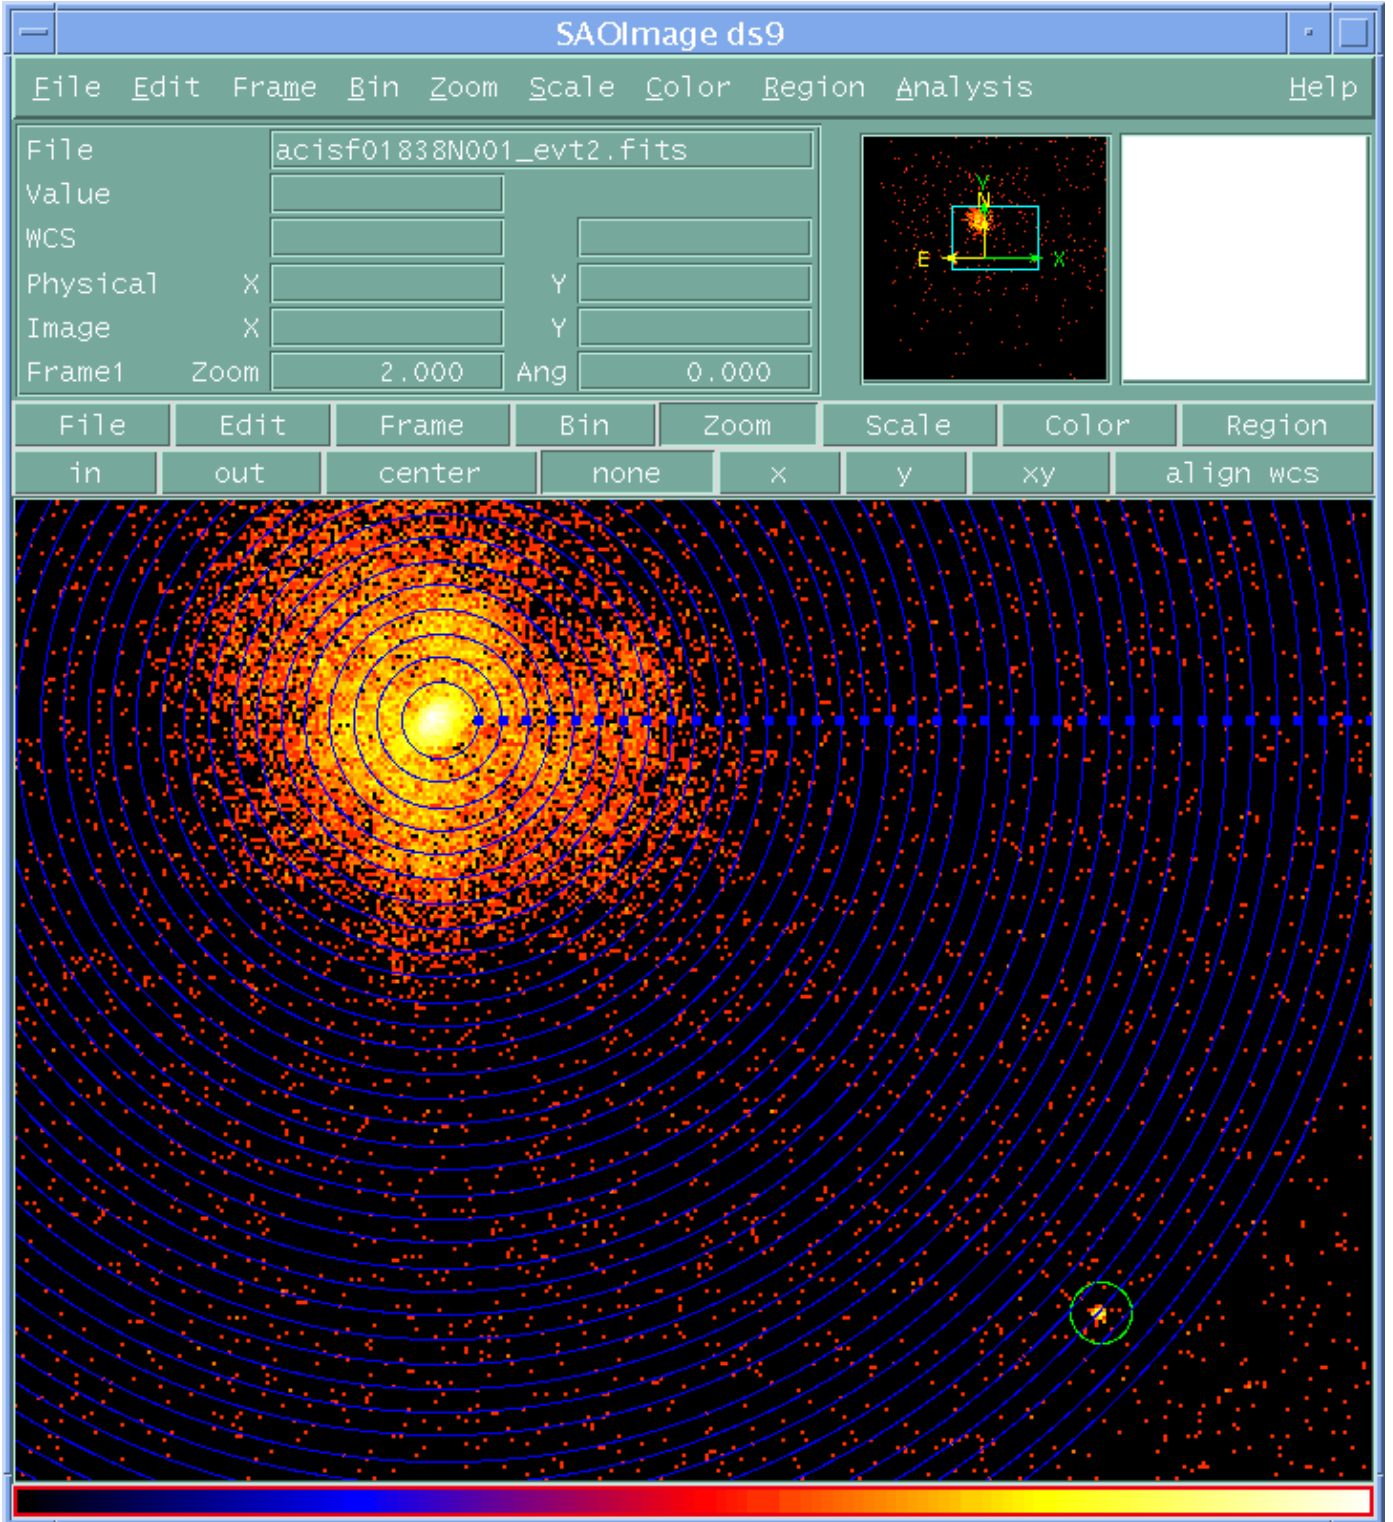 SAOImage ds9
File Edit Frame Bin Zoom Scale Color Region Analysis Help
File acisf01838N001_evt2.fits
Value
WCS
Physical X Y
Image X Y
Frame1 Zoom 2.000 Ang 0.000
Y
N
E X
File Edit Frame Bin Zoom Scale Color Region
in out center none x y xy align wcs